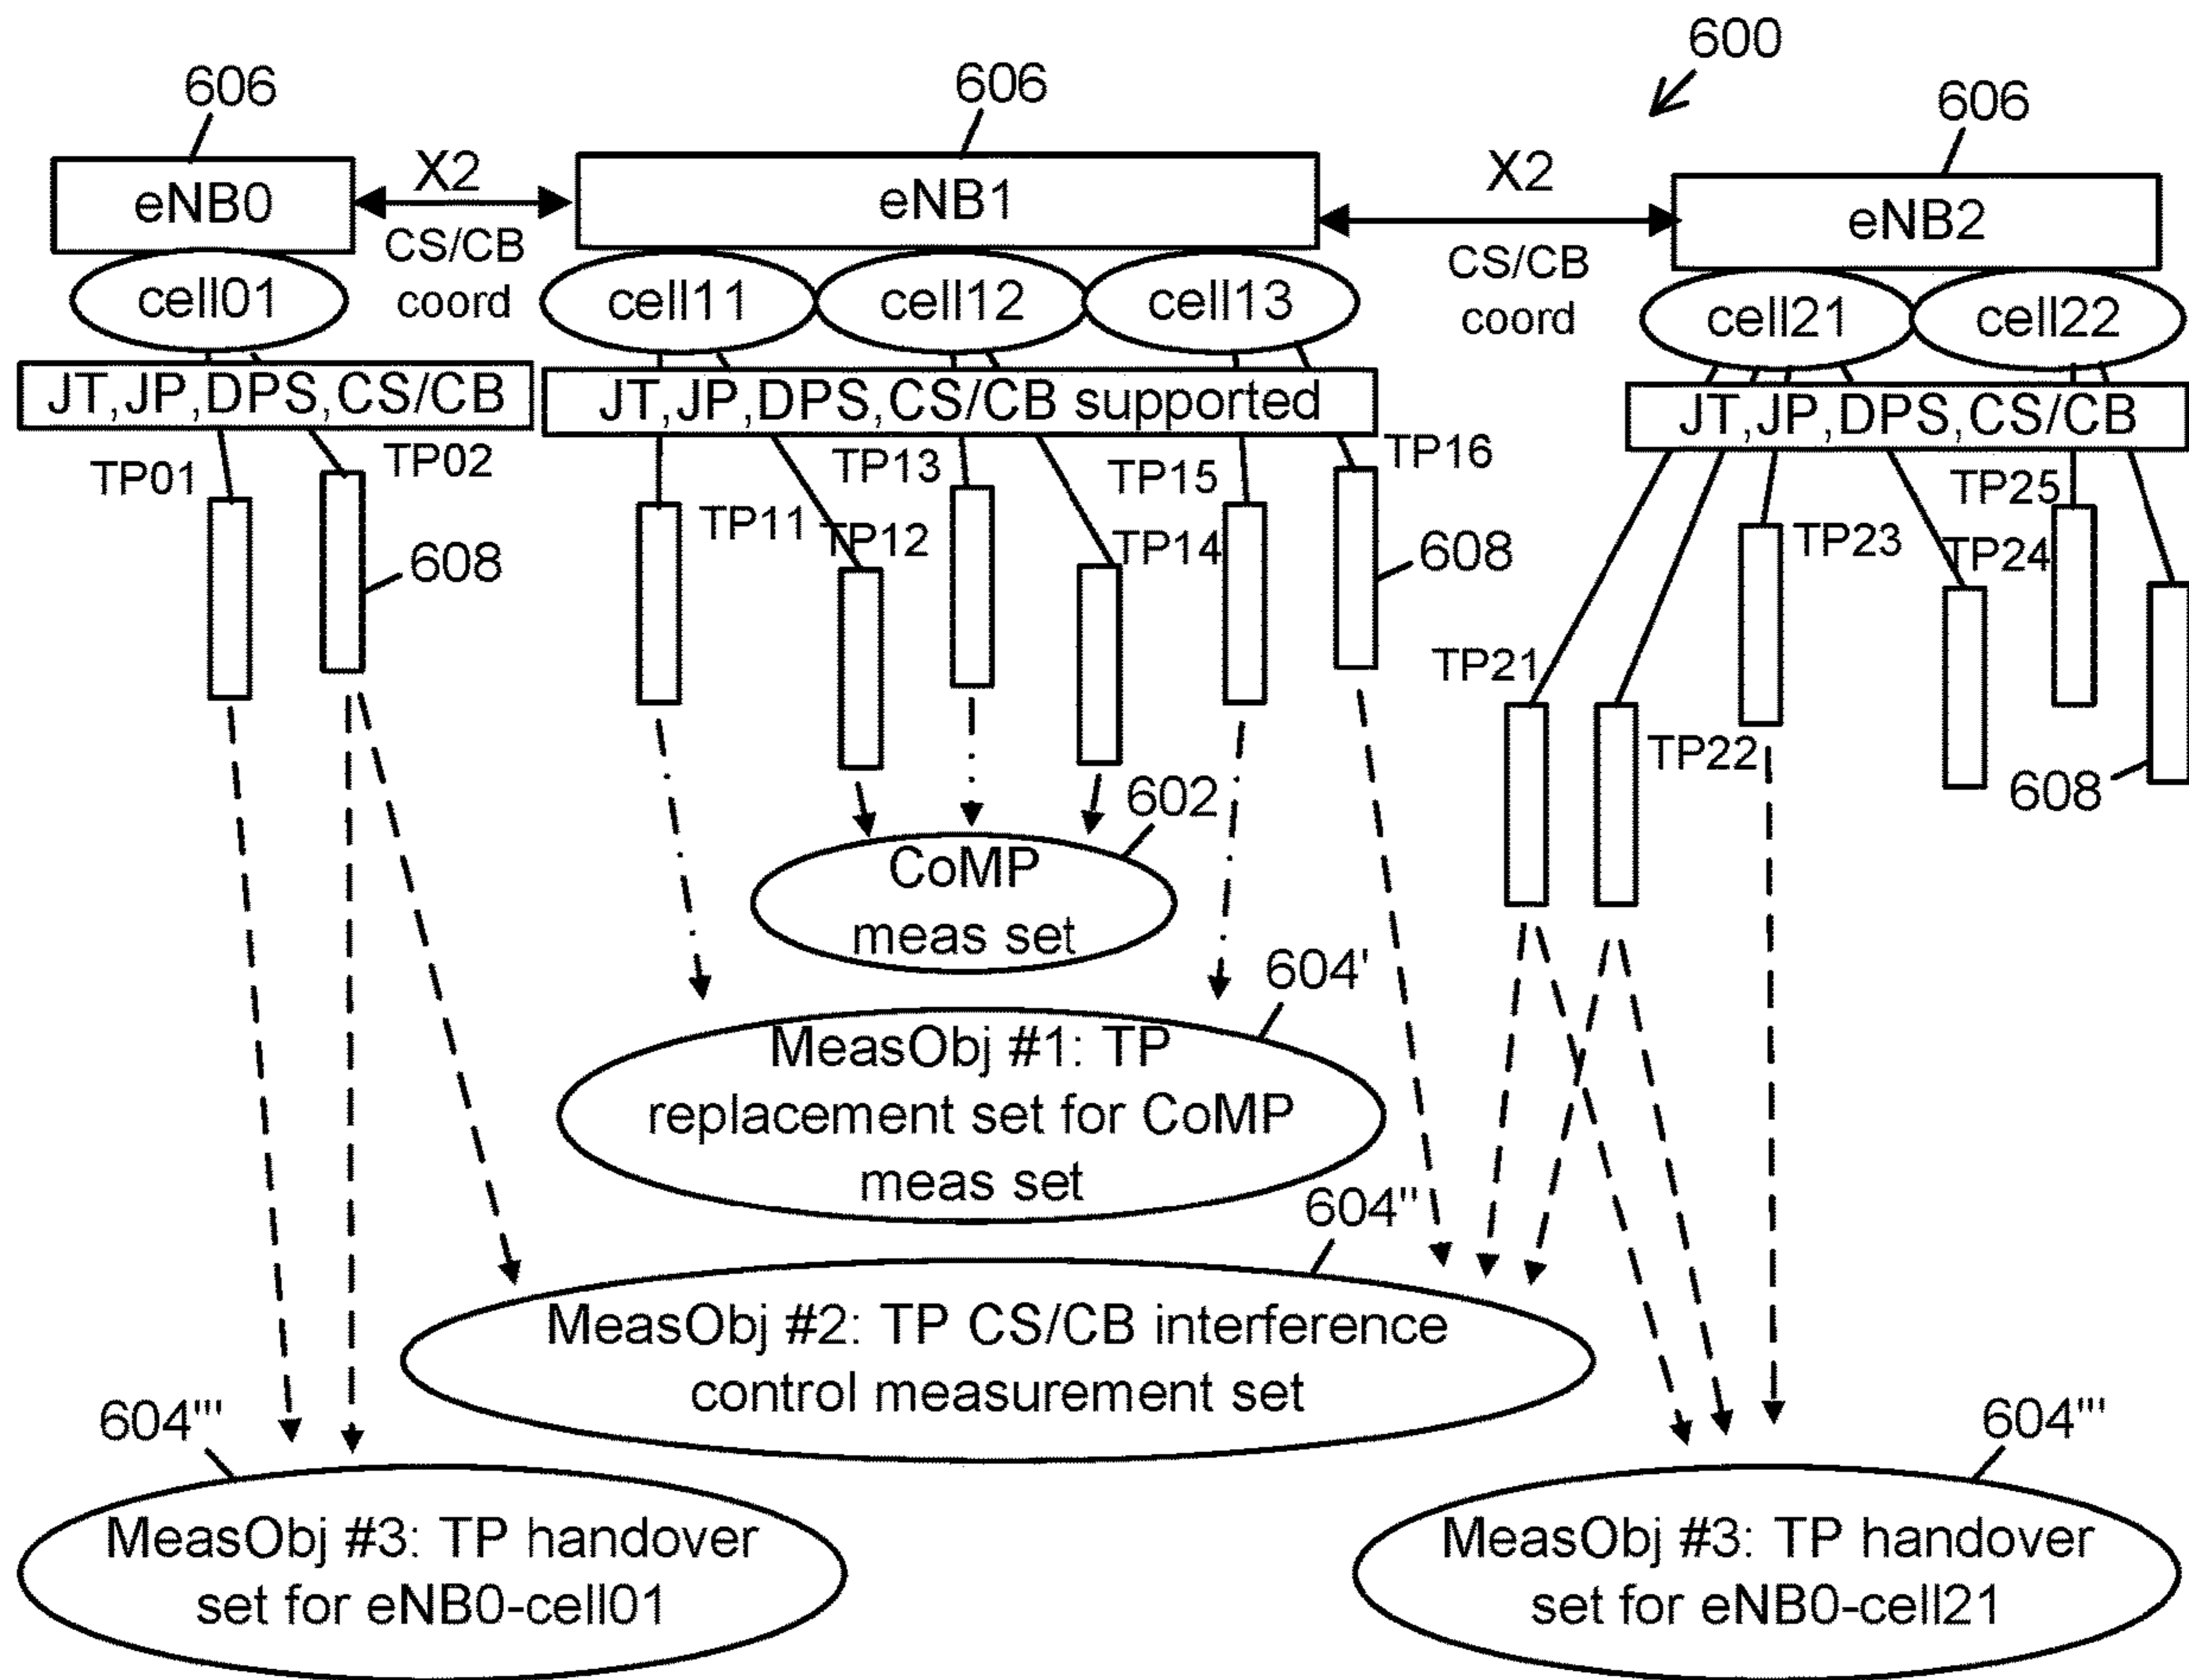 600
606
606
606
eNB0
X2
eNB1
X2
eNB2
CS/CB
coord
CS/CB
coord
cell01
cell11
cell12
cell13
cell21
cell22
JT,JP,DPS,CS/CB
JT,JP,DPS,CS/CB supported
JT,JP,DPS,CS/CB
TP01
TP02
TP13
TP15
TP16
TP25
TP11
TP12
TP14
TP23
TP24
608
608
TP21
TP22
608
602
CoMP
meas set
604'
MeasObj #1: TP
replacement set for CoMP
meas set
604"
MeasObj #2: TP CS/CB interference
control measurement set
604"'
604"'
MeasObj #3: TP handover
set for eNB0-cell01
MeasObj #3: TP handover
set for eNB0-cell21